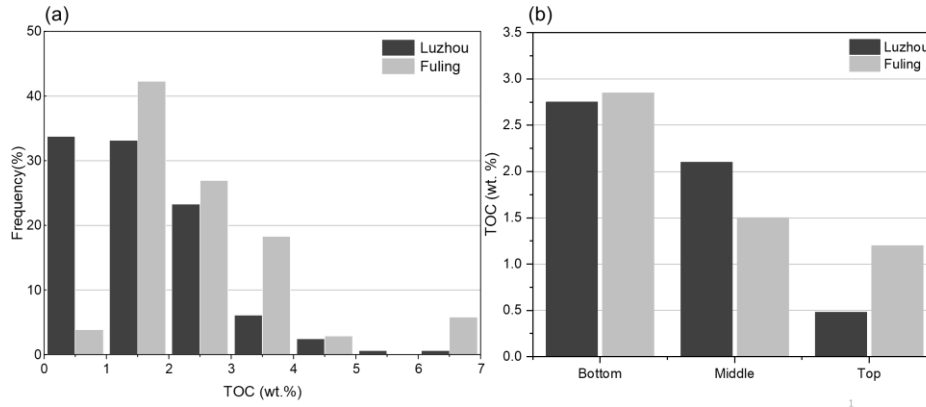 (a)
50
40
30
20
10
0
Frequency(%)
Luzhou
Fuling
0 1 2 3 4 5 6 7
TOC (wt.%)
(b)
3.5
3.0
2.5
2.0
1.5
1.0
0.5
0.0
TOC (wt. %)
Luzhou
Fuling
Bottom Middle Top
1